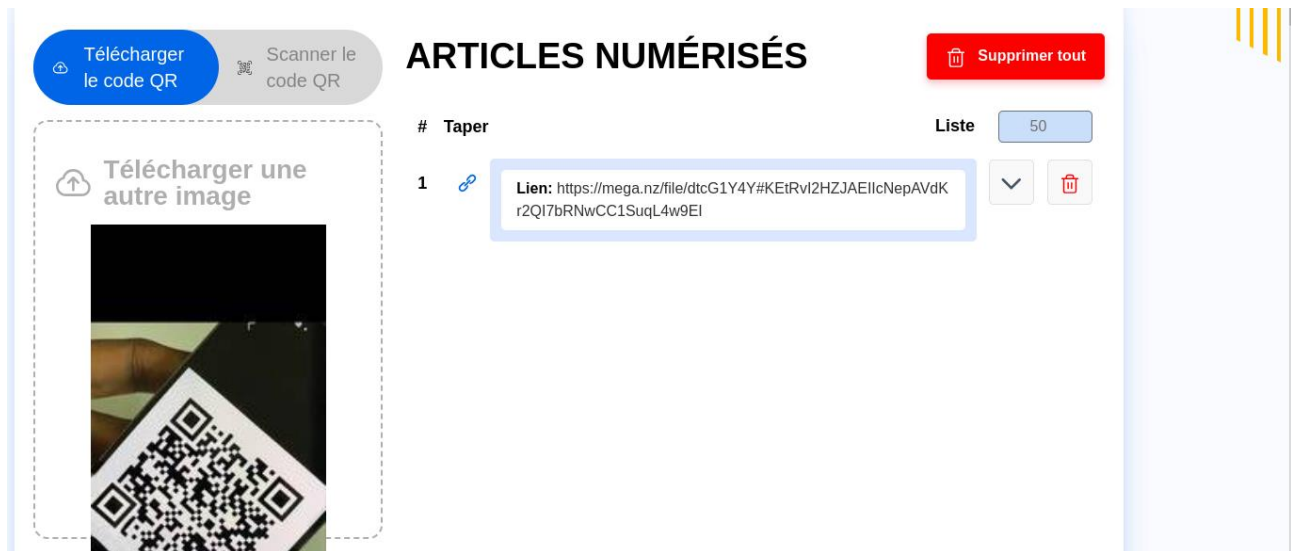 Télécharger
le code QR
Scanner le
code QR
ARTICLES NUMÉRISÉS
Supprimer tout
# Taper
Liste 50
Télécharger une
autre image
1
Lien: https://mega.nz/file/dtcG1Y4Y#KEtRvI2HZJAEIIcNepAVdK
r2QI7bRNwCC1SuqL4w9EI